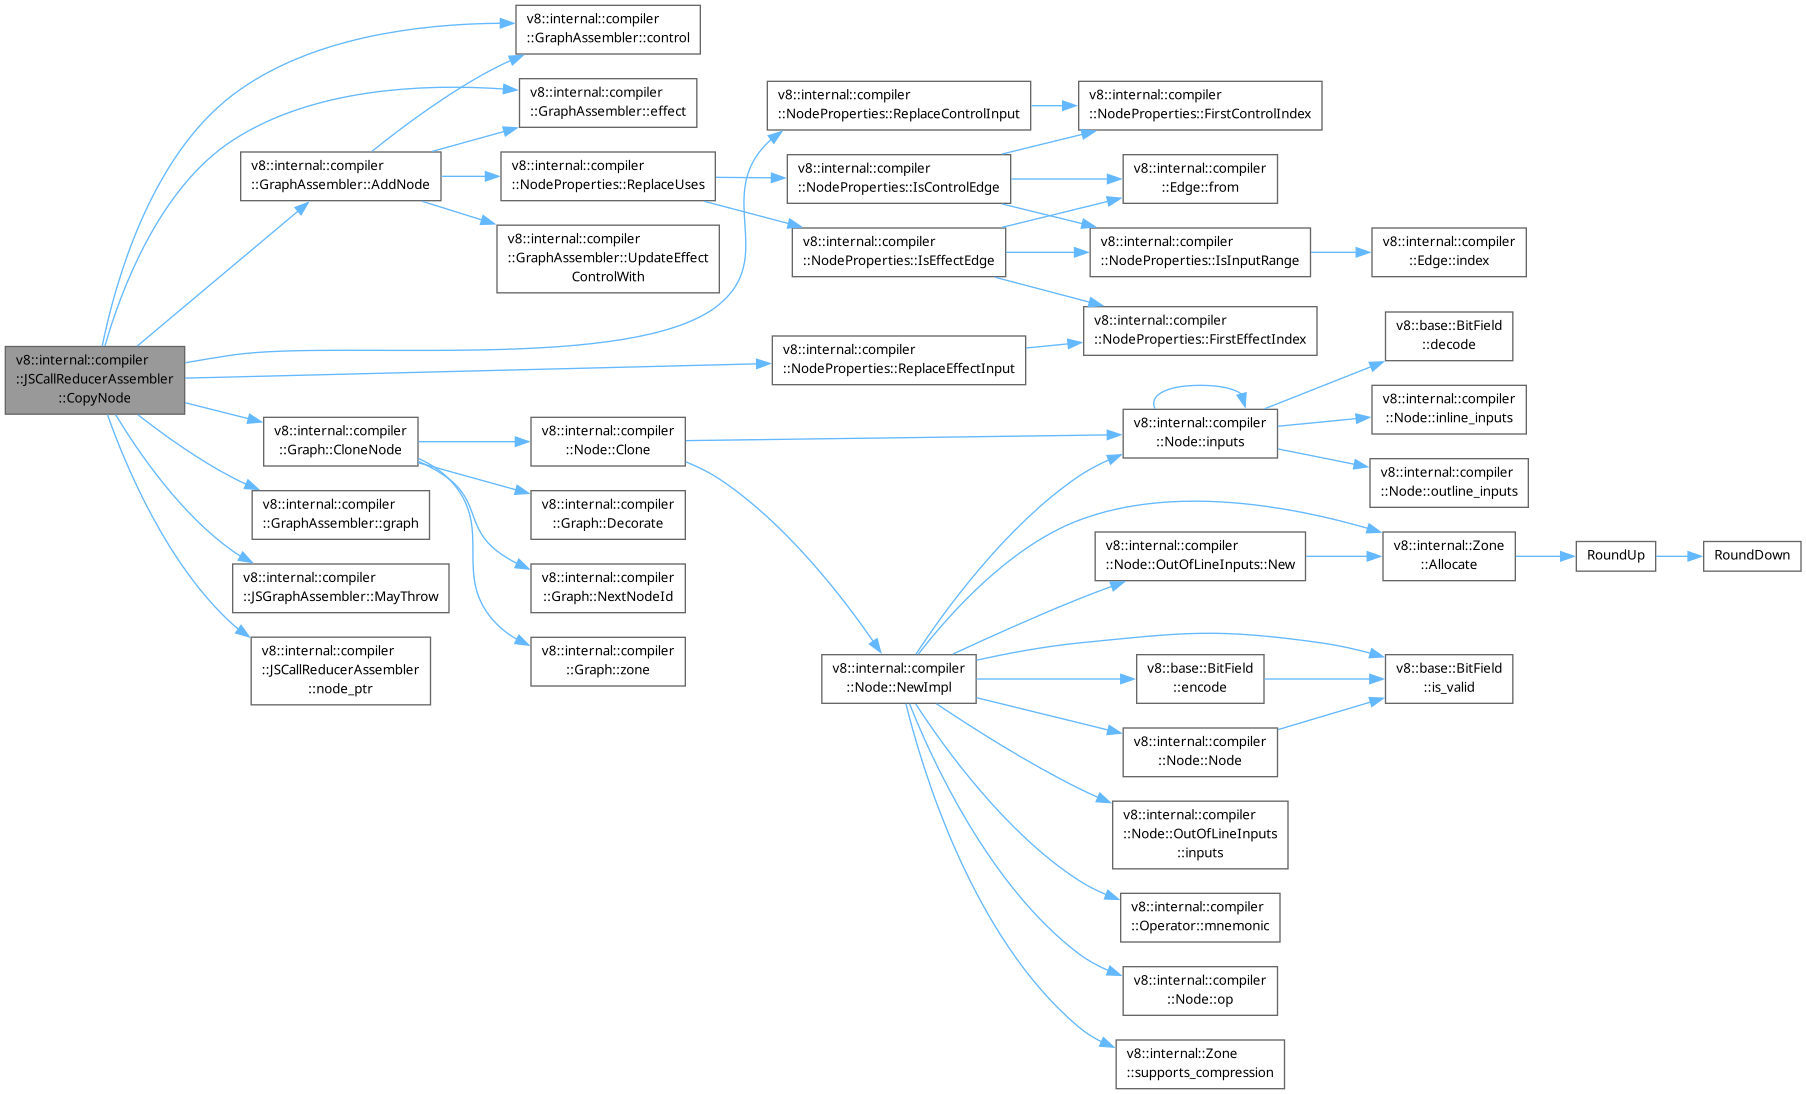 v8::internal::compiler
::JSCallReducerAssembler
::CopyNode
v8::internal::compiler
::GraphAssembler::control
v8::internal::compiler
::GraphAssembler::effect
v8::internal::compiler
::GraphAssembler::AddNode
v8::internal::compiler
::NodeProperties::ReplaceUses
v8::internal::compiler
::GraphAssembler::UpdateEffect
ControlWith
v8::internal::compiler
::NodeProperties::ReplaceControlInput
v8::internal::compiler
::NodeProperties::IsControlEdge
v8::internal::compiler
::NodeProperties::IsEffectEdge
v8::internal::compiler
::NodeProperties::ReplaceEffectInput
v8::internal::compiler
::NodeProperties::FirstControlIndex
v8::internal::compiler
::Edge::from
v8::internal::compiler
::NodeProperties::IsInputRange
v8::internal::compiler
::Edge::index
v8::internal::compiler
::NodeProperties::FirstEffectIndex
v8::internal::compiler
::Graph::CloneNode
v8::internal::compiler
::GraphAssembler::graph
v8::internal::compiler
::JSGraphAssembler::MayThrow
v8::internal::compiler
::JSCallReducerAssembler
::node_ptr
v8::internal::compiler
::Node::Clone
v8::internal::compiler
::Graph::Decorate
v8::internal::compiler
::Graph::NextNodeId
v8::internal::compiler
::Graph::zone
v8::internal::compiler
::Node::NewImpl
v8::internal::compiler
::Node::inputs
v8::base::BitField
::decode
v8::internal::compiler
::Node::inline_inputs
v8::internal::compiler
::Node::outline_inputs
v8::internal::compiler
::Node::OutOfLineInputs::New
v8::internal::Zone
::Allocate
RoundUp
RoundDown
v8::base::BitField
::encode
v8::base::BitField
::is_valid
v8::internal::compiler
::Node::Node
v8::internal::compiler
::Node::OutOfLineInputs
::inputs
v8::internal::compiler
::Operator::mnemonic
v8::internal::compiler
::Node::op
v8::internal::Zone
::supports_compression